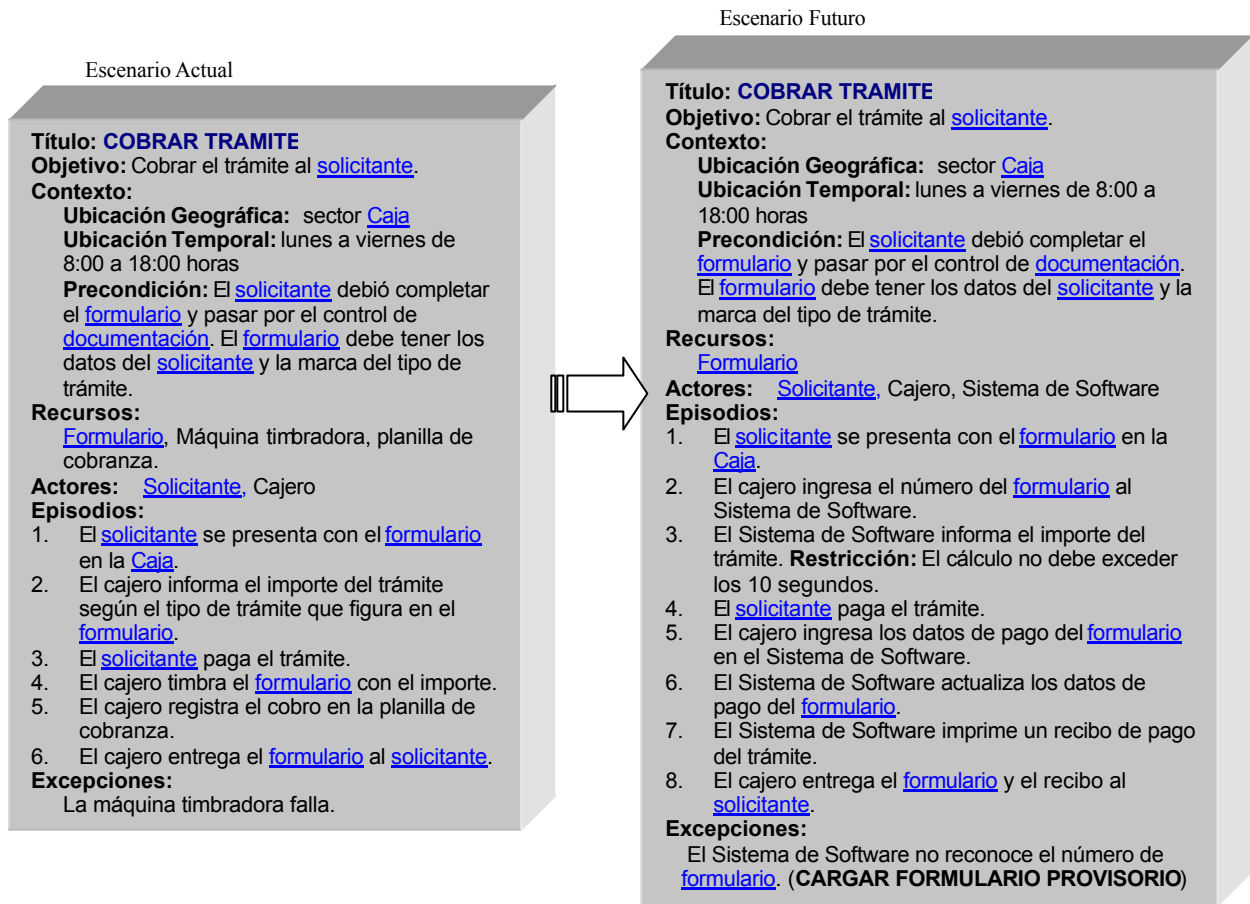 Escenario Actual
Título: COBRAR TRAMITE
Objetivo: Cobrar el trámite al solicitante.
Contexto:
Ubicación Geográfica: sector Caja
Ubicación Temporal: lunes a viernes de
8:00 a 18:00 horas
Precondición: El solicitante debió completar
el formulario y pasar por el control de
documentación. El formulario debe tener los
datos del solicitante y la marca del tipo de
trámite.
Recursos:
Formulario, Máquina timbradora, planilla de
cobranza.
Actores: Solicitante, Cajero
Episodios:
1. El solicitante se presenta con el formulario
en la Caja.
2. El cajero informa el importe del trámite
según el tipo de trámite que figura en el
formulario.
3. El solicitante paga el trámite.
4. El cajero timbra el formulario con el importe.
5. El cajero registra el cobro en la planilla de
cobranza.
6. El cajero entrega el formulario al solicitante.
Excepciones:
La máquina timbradora falla.
Escenario Futuro
Título: COBRAR TRAMITE
Objetivo: Cobrar el trámite al solicitante.
Contexto:
Ubicación Geográfica: sector Caja
Ubicación Temporal: lunes a viernes de 8:00 a
18:00 horas
Precondición: El solicitante debió completar el
formulario y pasar por el control de documentación.
El formulario debe tener los datos del solicitante y la
marca del tipo de trámite.
Recursos:
Formulario
Actores: Solicitante, Cajero, Sistema de Software
Episodios:
1. El solicitante se presenta con el formulario en la
Caja.
2. El cajero ingresa el número del formulario al
Sistema de Software.
3. El Sistema de Software informa el importe del
trámite. Restricción: El cálculo no debe exceder
los 10 segundos.
4. El solicitante paga el trámite.
5. El cajero ingresa los datos de pago del formulario
en el Sistema de Software.
6. El Sistema de Software actualiza los datos de
pago del formulario.
7. El Sistema de Software imprime un recibo de pago
del trámite.
8. El cajero entrega el formulario y el recibo al
solicitante.
Excepciones:
El Sistema de Software no reconoce el número de
formulario. (CARGAR FORMULARIO PROVISORIO)